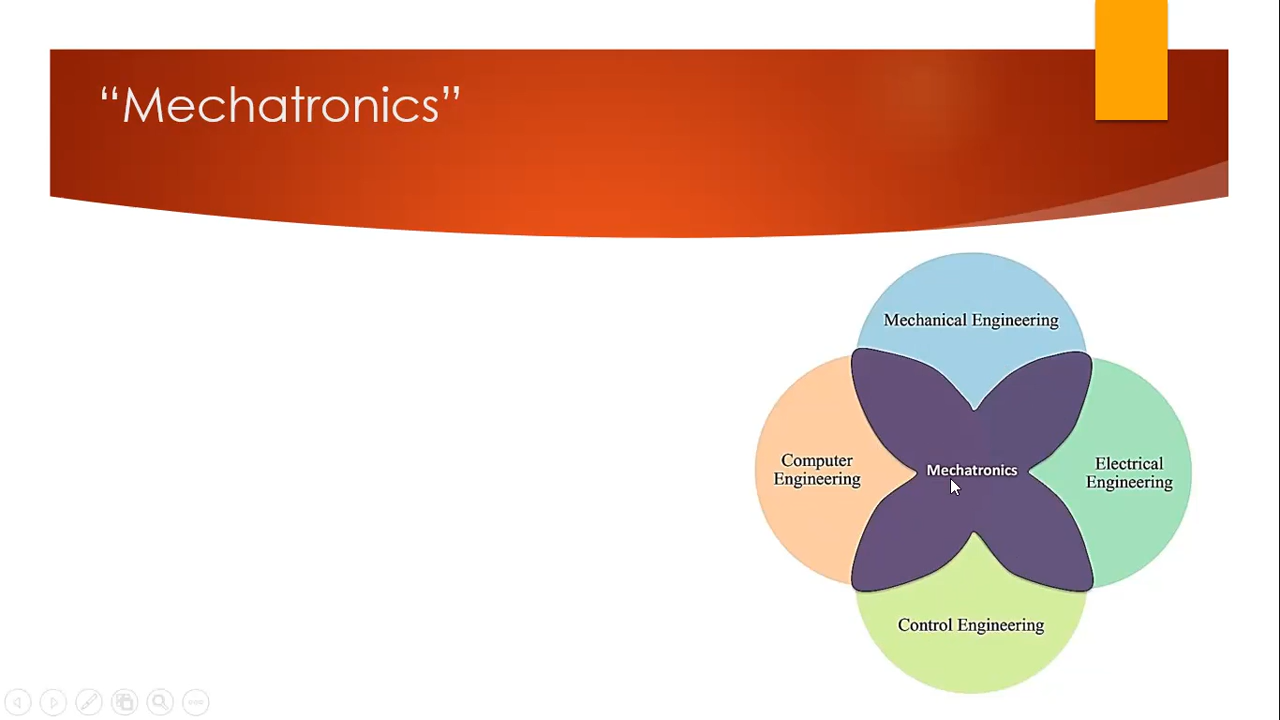 “Mechatronics”
Mechanical Engineering
Computer
Engineering
Mechatronics
Electrical
Engineering
Control Engineering